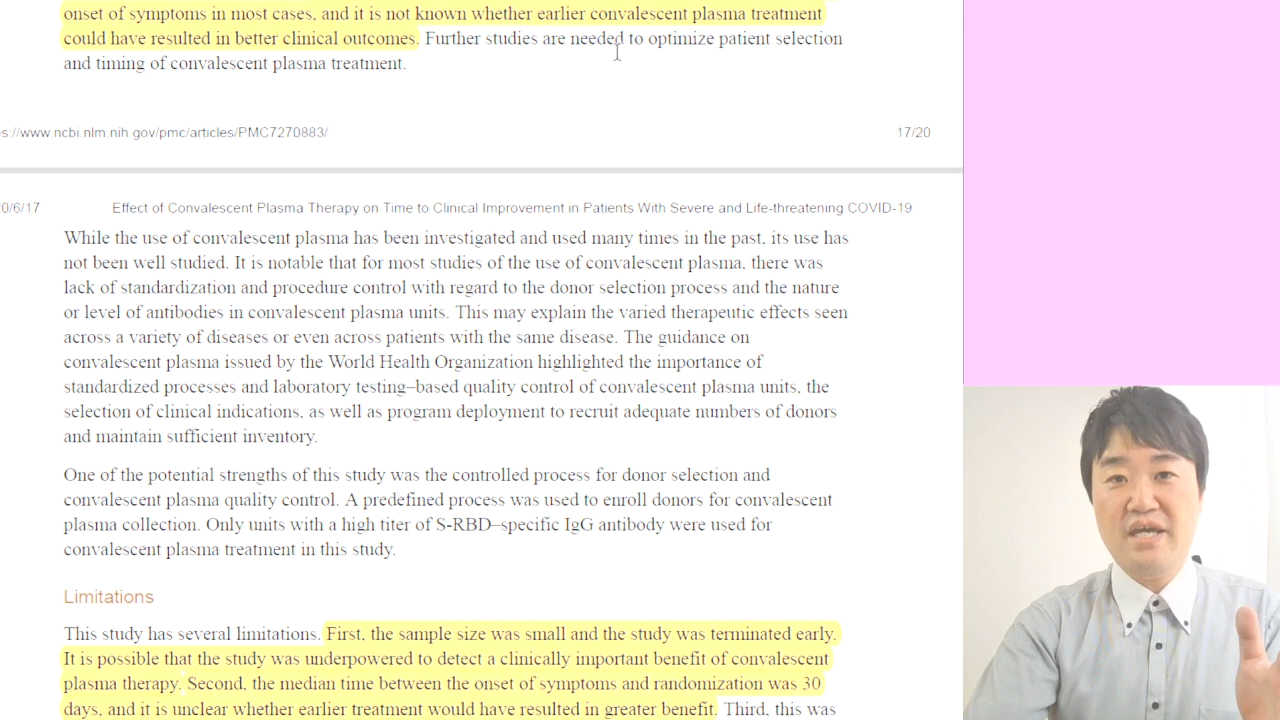 onset of symptoms in most cases, and it is not known whether earlier convalescent plasma treatment
could have resulted in better clinical outcomes. Further studies are needed to optimize patient selection
and timing of convalescent plasma treatment.
s://www.ncbi.nlm.nih.gov/pmc/articles/PMC7270883/ 17/20
0/6/17 Effect of Convalescent Plasma Therapy on Time to Clinical Improvement in Patients With Severe and Life-threatening COVID-19
While the use of convalescent plasma has been investigated and used many times in the past, its use has
not been well studied. It is notable that for most studies of the use of convalescent plasma, there was
lack of standardization and procedure control with regard to the donor selection process and the nature
or level of antibodies in convalescent plasma units. This may explain the varied therapeutic effects seen
across a variety of diseases or even across patients with the same disease. The guidance on
convalescent plasma issued by the World Health Organization highlighted the importance of
standardized processes and laboratory testing–based quality control of convalescent plasma units, the
selection of clinical indications, as well as program deployment to recruit adequate numbers of donors
and maintain sufficient inventory.
One of the potential strengths of this study was the controlled process for donor selection and
convalescent plasma quality control. A predefined process was used to enroll donors for convalescent
plasma collection. Only units with a high titer of S-RBD–specific IgG antibody were used for
convalescent plasma treatment in this study.
Limitations
This study has several limitations. First, the sample size was small and the study was terminated early.
It is possible that the study was underpowered to detect a clinically important benefit of convalescent
plasma therapy. Second, the median time between the onset of symptoms and randomization was 30
days, and it is unclear whether earlier treatment would have resulted in greater benefit. Third, this was